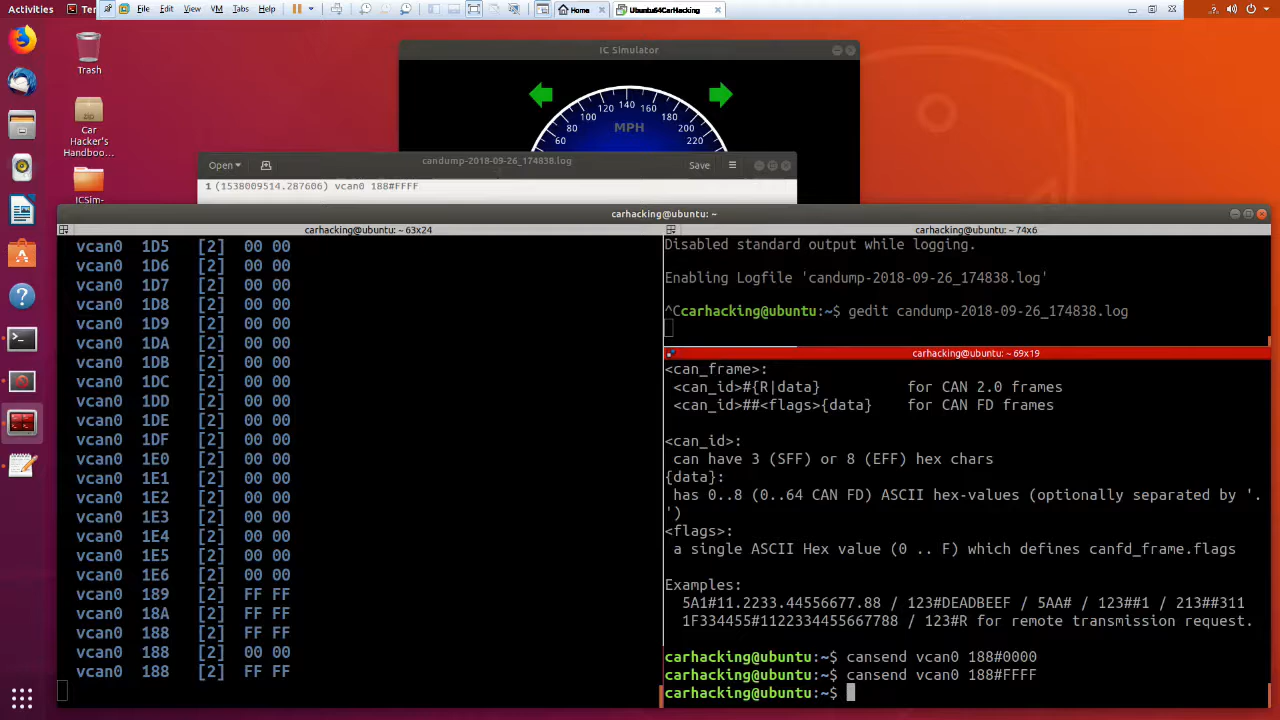 Activities
Ter
File
Edit
View
VM
Tabs
Help
Home
Ubuntu64CarHacking
Trash
Car
Hacker's
Handboo...
ICSim-
IC Simulator
60
80
100
120
140
160
180
200
220
MPH
Open
candump-2018-09-26_174838.log
Save
1 (1538009514.287606) vcan0 188#FFFF
carhacking@ubuntu: ~
carhacking@ubuntu: ~ 63x24
vcan0 1D5 [2] 00 00
vcan0 1D6 [2] 00 00
vcan0 1D7 [2] 00 00
vcan0 1D8 [2] 00 00
vcan0 1D9 [2] 00 00
vcan0 1DA [2] 00 00
vcan0 1DB [2] 00 00
vcan0 1DC [2] 00 00
vcan0 1DD [2] 00 00
vcan0 1DE [2] 00 00
vcan0 1DF [2] 00 00
vcan0 1E0 [2] 00 00
vcan0 1E1 [2] 00 00
vcan0 1E2 [2] 00 00
vcan0 1E3 [2] 00 00
vcan0 1E4 [2] 00 00
vcan0 1E5 [2] 00 00
vcan0 1E6 [2] 00 00
vcan0 189 [2] FF FF
vcan0 18A [2] FF FF
vcan0 188 [2] FF FF
vcan0 188 [2] 00 00
vcan0 188 [2] FF FF
carhacking@ubuntu: ~ 74x6
Disabled standard output while logging.
Enabling Logfile 'candump-2018-09-26_174838.log'
^Ccarhacking@ubuntu:~$ gedit candump-2018-09-26_174838.log
carhacking@ubuntu: ~ 69x19
<can_frame>:
<can_id>#{R|data} for CAN 2.0 frames
<can_id>##<flags>{data} for CAN FD frames
<can_id>:
can have 3 (SFF) or 8 (EFF) hex chars
{data}:
has 0..8 (0..64 CAN FD) ASCII hex-values (optionally separated by '.
')
<flags>:
a single ASCII Hex value (0 .. F) which defines canfd_frame.flags
Examples:
5A1#11.2233.44556677.88 / 123#DEADBEEF / 5AA# / 123##1 / 213##311
1F334455#1122334455667788 / 123#R for remote transmission request.
carhacking@ubuntu:~$ cansend vcan0 188#0000
carhacking@ubuntu:~$ cansend vcan0 188#FFFF
carhacking@ubuntu:~$